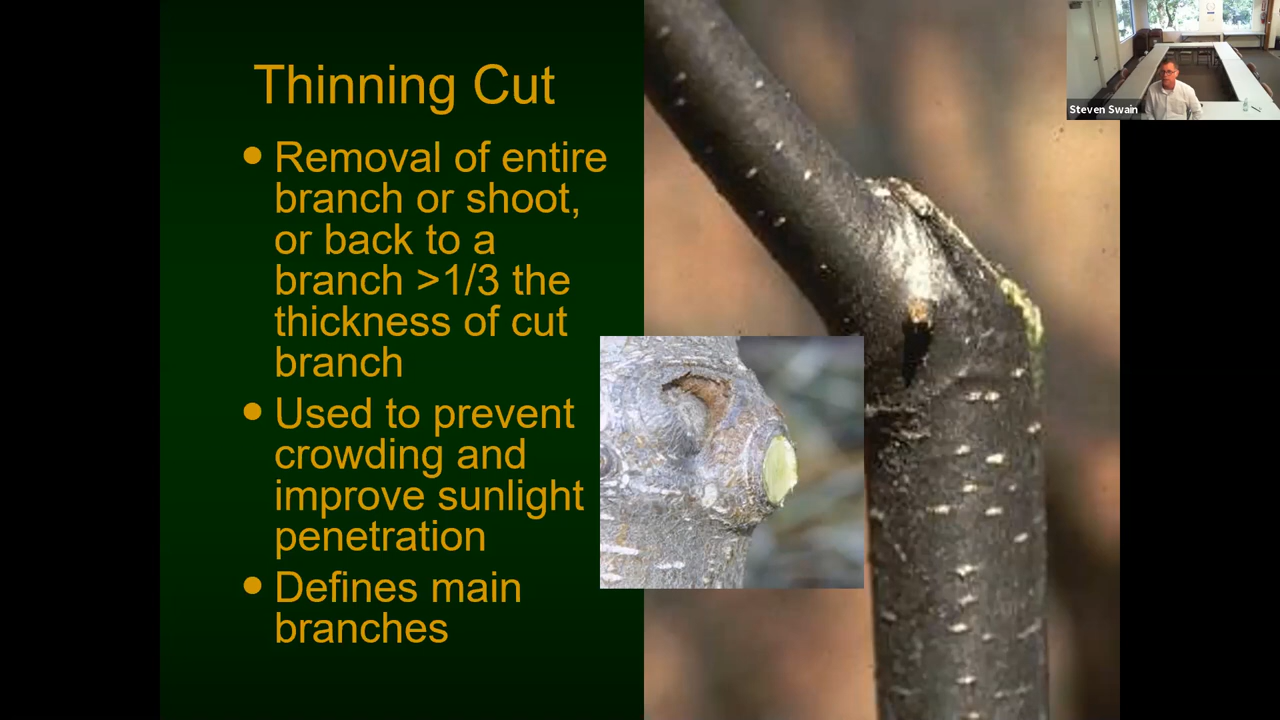 Thinning Cut
• Removal of entire
branch or shoot,
or back to a
branch >1/3 the
thickness of cut
branch
• Used to prevent
crowding and
improve sunlight
penetration
• Defines main
branches
Steven Swain